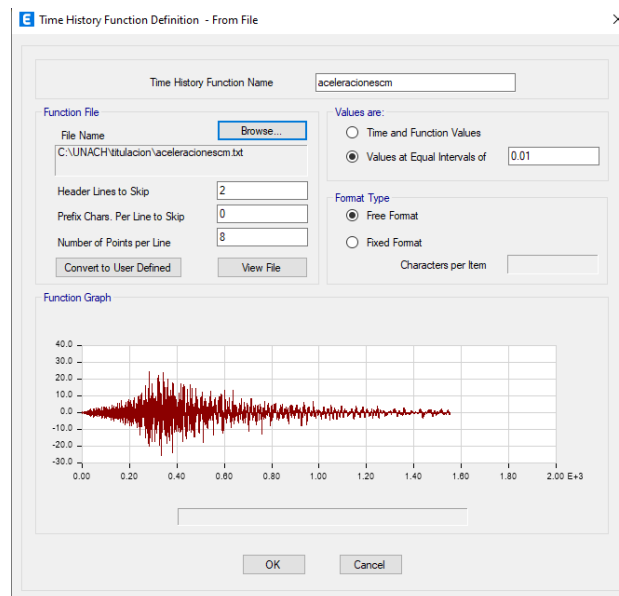 E Time History Function Definition - From File
Time History Function Name aceleracionescm
Function File
File Name Browse...
C:\UNACH\titulacion\aceleracionescm.txt
Header Lines to Skip 2
Prefix Chars. Per Line to Skip 0
Number of Points per Line 8
Convert to User Defined View File
Values are:
Time and Function Values
Values at Equal Intervals of 0.01
Format Type
Free Format
Fixed Format
Characters per Item
Function Graph
40.0
30.0
20.0
10.0
0.0
-10.0
-20.0
-30.0
0.00 0.20 0.40 0.60 0.80 1.00 1.20 1.40 1.60 1.80 2.00 E+3
OK Cancel